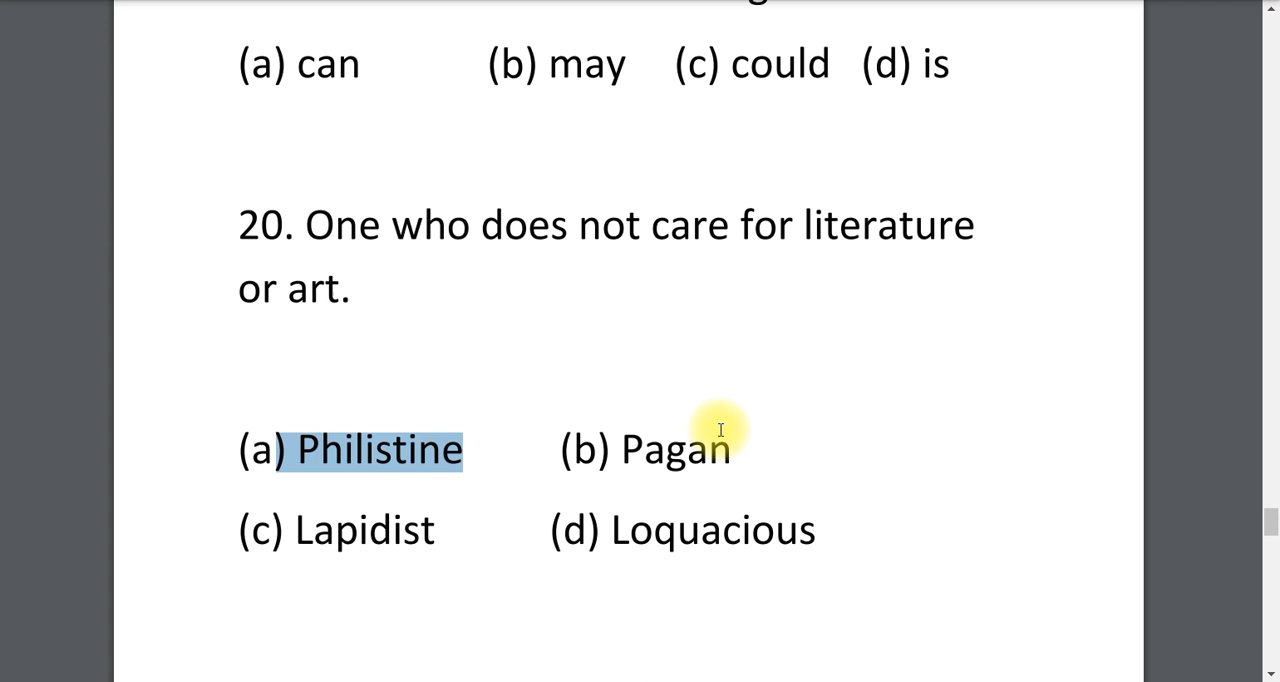 (a) can (b) may (c) could (d) is
20. One who does not care for literature
or art.
(a) Philistine (b) Pagan
(c) Lapidist (d) Loquacious